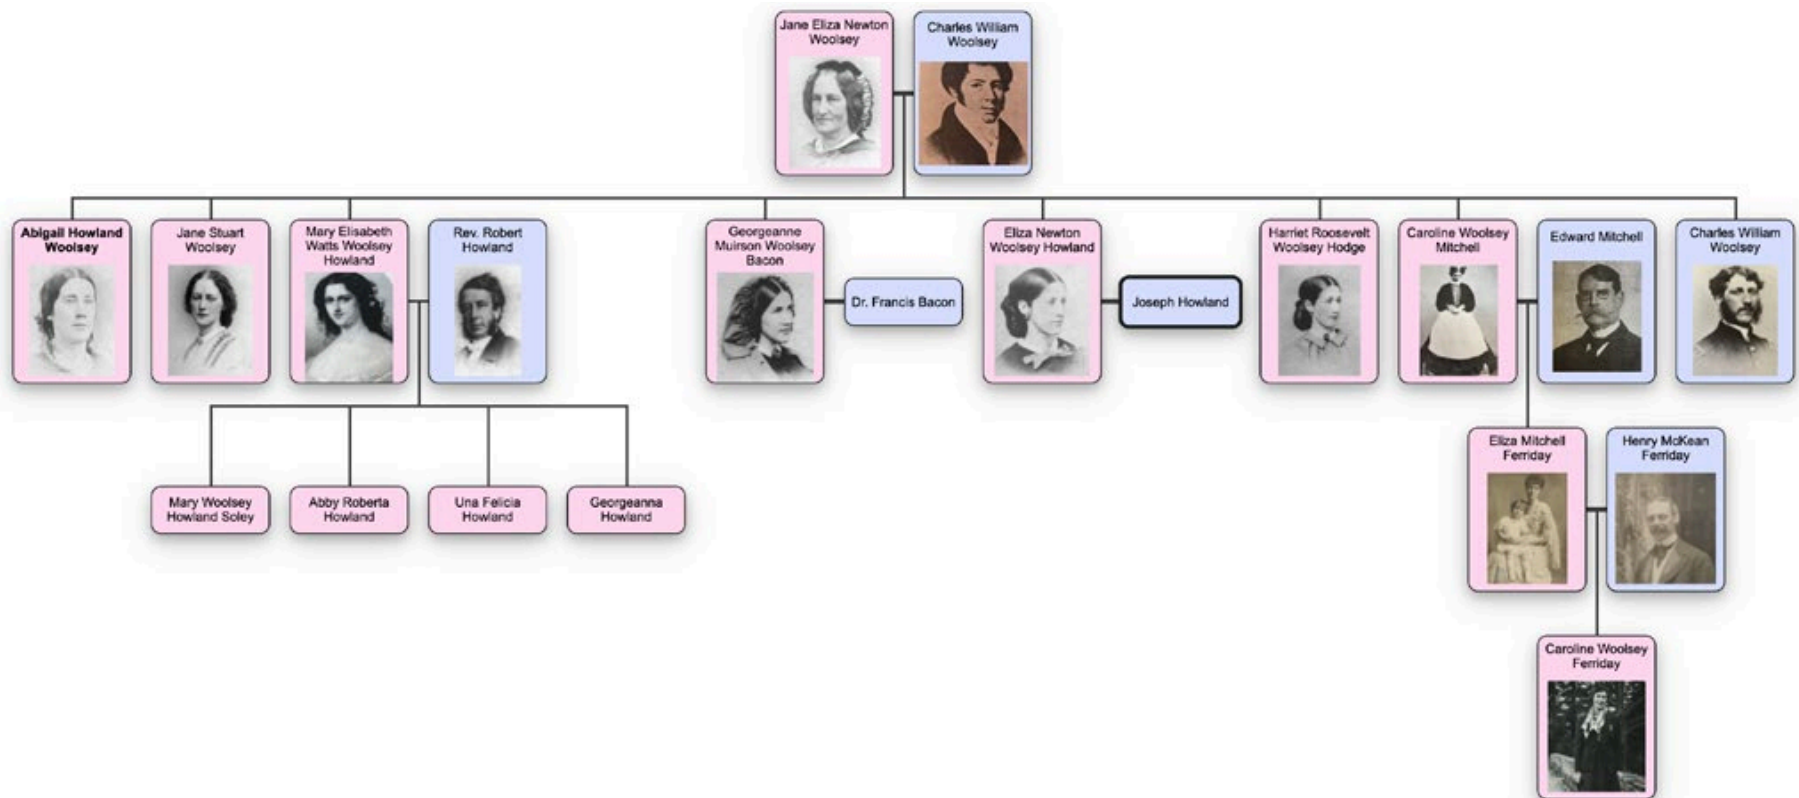 Jane Eliza Newton
Woolsey
Charles William
Woolsey
Abigail Howland
Woolsey
Jane Stuart
Woolsey
Mary Elisabeth
Watts Woolsey
Howland
Rev. Robert
Howland
Georgeanne
Muirson Woolsey
Bacon
Dr. Francis Bacon
Eliza Newton
Woolsey Howland
Joseph Howland
Harriet Roosevelt
Woolsey Hodge
Caroline Woolsey
Mitchell
Edward Mitchell
Charles William
Woolsey
Mary Woolsey
Howland Soley
Abby Roberta
Howland
Una Felicia
Howland
Georgeanna
Howland
Eliza Mitchell
Ferriday
Henry McKean
Ferriday
Caroline Woolsey
Ferriday